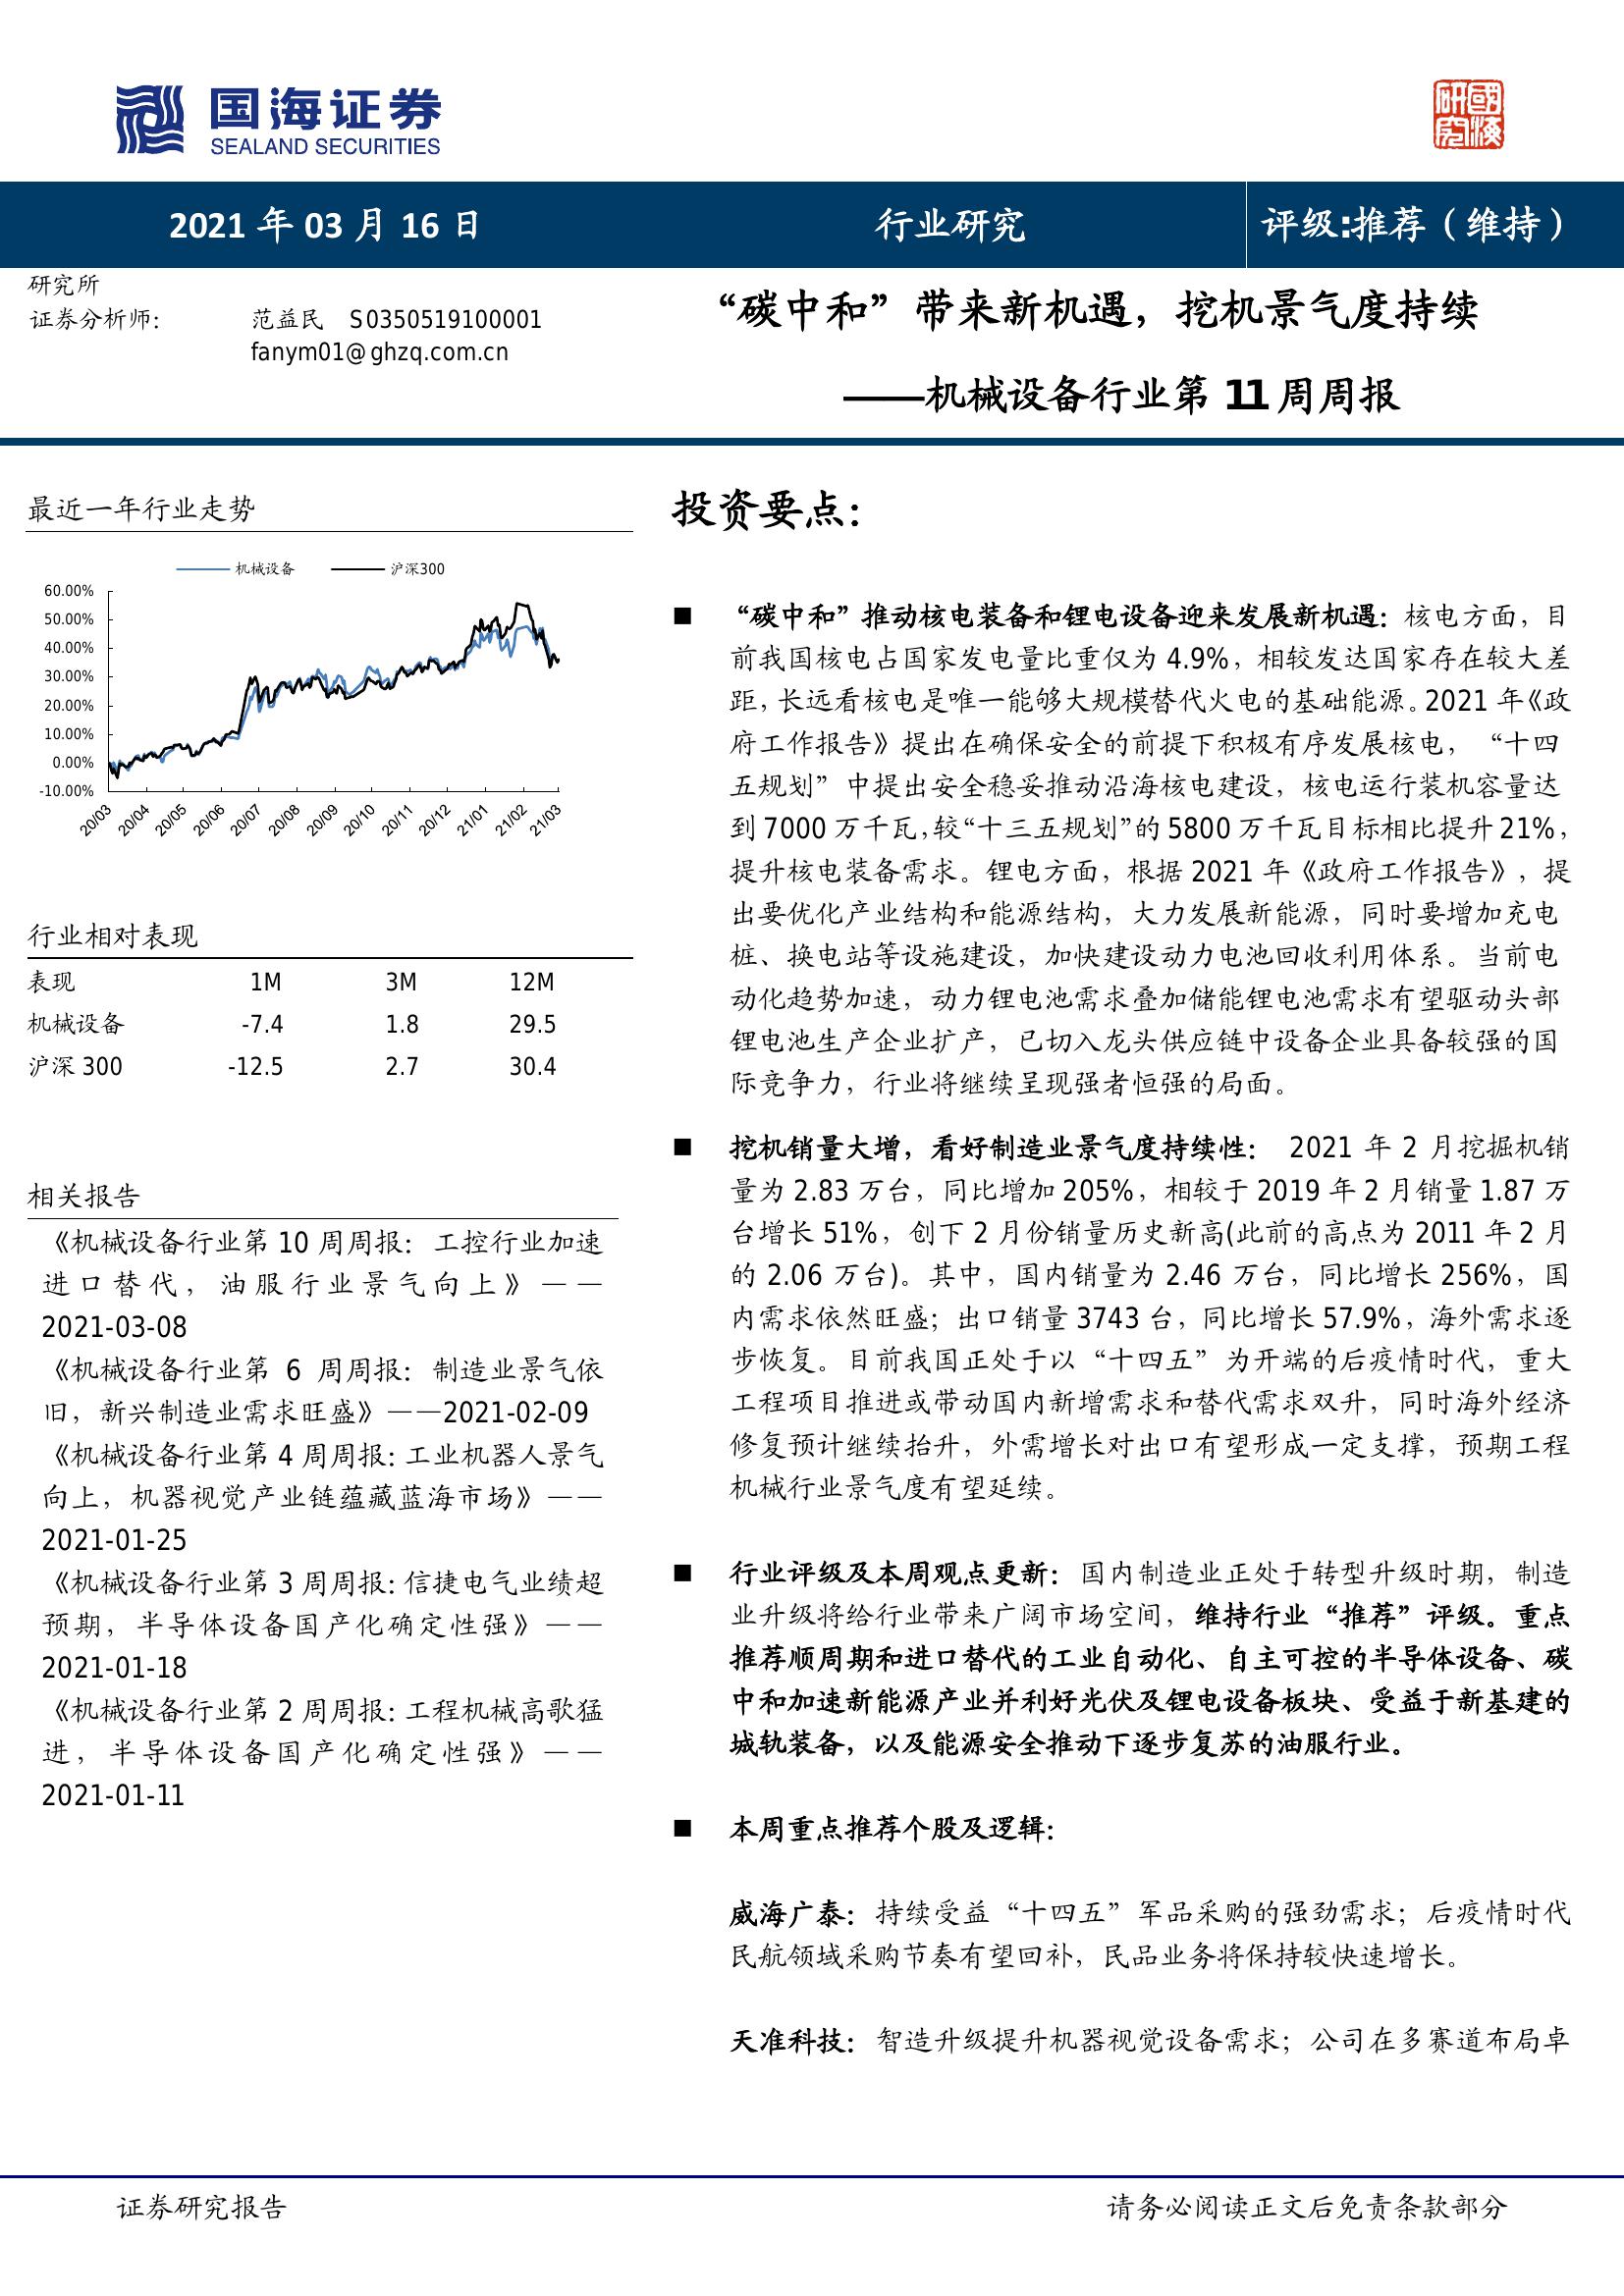 国海证券
SEALAND SECURITIES
國海
研究
2021 年 03 月 16 日
行业研究
评级:推荐（维持）
研究所
证券分析师： 范益民 S0350519100001
fanym01@ghzq.com.cn
“碳中和”带来新机遇，挖机景气度持续
——机械设备行业第 11 周周报
最近一年行业走势
机械设备 沪深300
60.00%
50.00%
40.00%
30.00%
20.00%
10.00%
0.00%
-10.00%
20/03 20/04 20/05 20/06 20/07 20/08 20/09 20/10 20/11 20/12 21/01 21/02 21/03
行业相对表现
表现 1M 3M 12M
机械设备 -7.4 1.8 29.5
沪深 300 -12.5 2.7 30.4
相关报告
《机械设备行业第 10 周周报： 工控行业加速
进口替代，油服行业景气向上》——
2021-03-08
《机械设备行业第 6 周周报： 制造业景气依
旧，新兴制造业需求旺盛》——2021-02-09
《机械设备行业第 4 周周报：工业机器人景气
向上，机器视觉产业链蕴藏蓝海市场》——
2021-01-25
《机械设备行业第 3 周周报：信捷电气业绩超
预期，半导体设备国产化确定性强》——
2021-01-18
《机械设备行业第 2 周周报：工程机械高歌猛
进，半导体设备国产化确定性强》——
2021-01-11
投资要点：
■ “碳中和”推动核电装备和锂电设备迎来发展新机遇：核电方面，目
前我国核电占国家发电量比重仅为 4.9%，相较发达国家存在较大差
距，长远看核电是唯一能够大规模替代火电的基础能源。2021 年《政
府工作报告》提出在确保安全的前提下积极有序发展核电，“十四
五规划”中提出安全稳妥推动沿海核电建设，核电运行装机容量达
到 7000 万千瓦，较“十三五规划”的 5800 万千瓦目标相比提升 21%，
提升核电装备需求。锂电方面，根据 2021 年《政府工作报告》，提
出要优化产业结构和能源结构，大力发展新能源，同时要增加充电
桩、换电站等设施建设，加快建设动力电池回收利用体系。当前电
动化趋势加速，动力锂电池需求叠加储能锂电池需求有望驱动头部
锂电池生产企业扩产，已切入龙头供应链中设备企业具备较强的国
际竞争力，行业将继续呈现强者恒强的局面。
■ 挖机销量大增，看好制造业景气度持续性： 2021 年 2 月挖掘机销
量为 2.83 万台，同比增加 205%，相较于 2019 年 2 月销量 1.87 万
台增长 51%，创下 2 月份销量历史新高(此前的高点为 2011 年 2 月
的 2.06 万台)。其中，国内销量为 2.46 万台，同比增长 256%，国
内需求依然旺盛；出口销量 3743 台，同比增长 57.9%，海外需求逐
步恢复。目前我国正处于以“十四五”为开端的后疫情时代，重大
工程项目推进或带动国内新增需求和替代需求双升，同时海外经济
修复预计继续抬升，外需增长对出口有望形成一定支撑，预期工程
机械行业景气度有望延续。
■ 行业评级及本周观点更新：国内制造业正处于转型升级时期，制造
业升级将给行业带来广阔市场空间，维持行业“推荐”评级。重点
推荐顺周期和进口替代的工业自动化、自主可控的半导体设备、碳
中和加速新能源产业并利好光伏及锂电设备板块、受益于新基建的
城轨装备，以及能源安全推动下逐步复苏的油服行业。
■ 本周重点推荐个股及逻辑：
威海广泰：持续受益“十四五”军品采购的强劲需求；后疫情时代
民航领域采购节奏有望回补，民品业务将保持较快速增长。
天准科技：智造升级提升机器视觉设备需求；公司在多赛道布局卓
证券研究报告
请务必阅读正文后免责条款部分